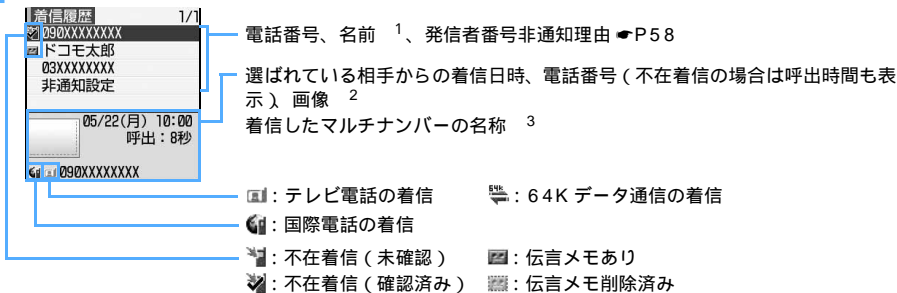 着信履歴 1/1
090XXXXXXXX
ドコモ太郎
03XXXXXXXX
非通知設定
05/22(月) 10:00
呼出:8秒
090XXXXXXXX
電話番号、名前 1、発信者番号非通知理由 ☛P58
選ばれている相手からの着信日時、電話番号(不在着信の場合は呼出時間も表
示)、画像 2
着信したマルチナンバーの名称 3
:テレビ電話の着信 64K:64Kデータ通信の着信
:国際電話の着信
:不在着信(未確認) :伝言メモあり
:不在着信(確認済み) :伝言メモ削除済み